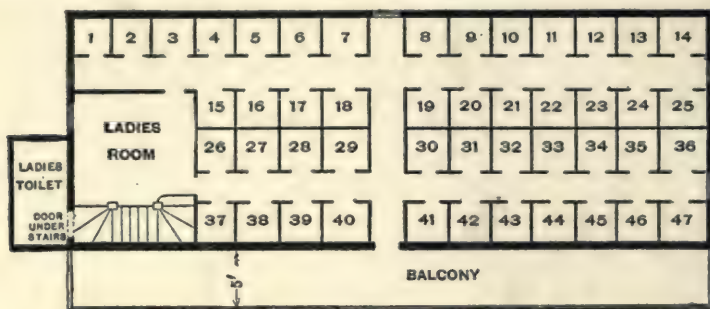 1 2 3 4 5 6 7 8 9 10 11 12 13 14
15 16 17 18 19 20 21 22 23 24 25
LADIES
ROOM
26 27 28 29 30 31 32 33 34 35 36
LADIES
TOILET
DOOR
UNDER
STAIRS
37 38 39 40 41 42 43 44 45 46 47
5'
BALCONY